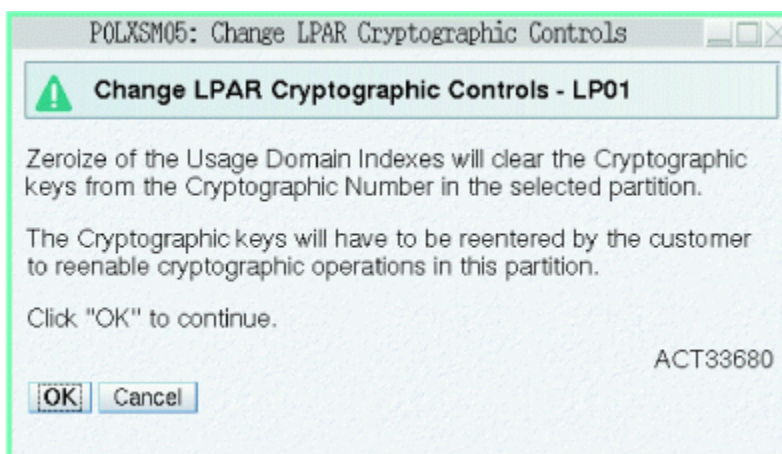 POLXSM05: Change LPAR Cryptographic Controls
Change LPAR Cryptographic Controls - LP01
Zeroize of the Usage Domain Indexes will clear the Cryptographic
keys from the Cryptographic Number in the selected partition.
The Cryptographic keys will have to be reentered by the customer
to reenable cryptographic operations in this partition.
Click "OK" to continue.
ACT33680
OK Cancel